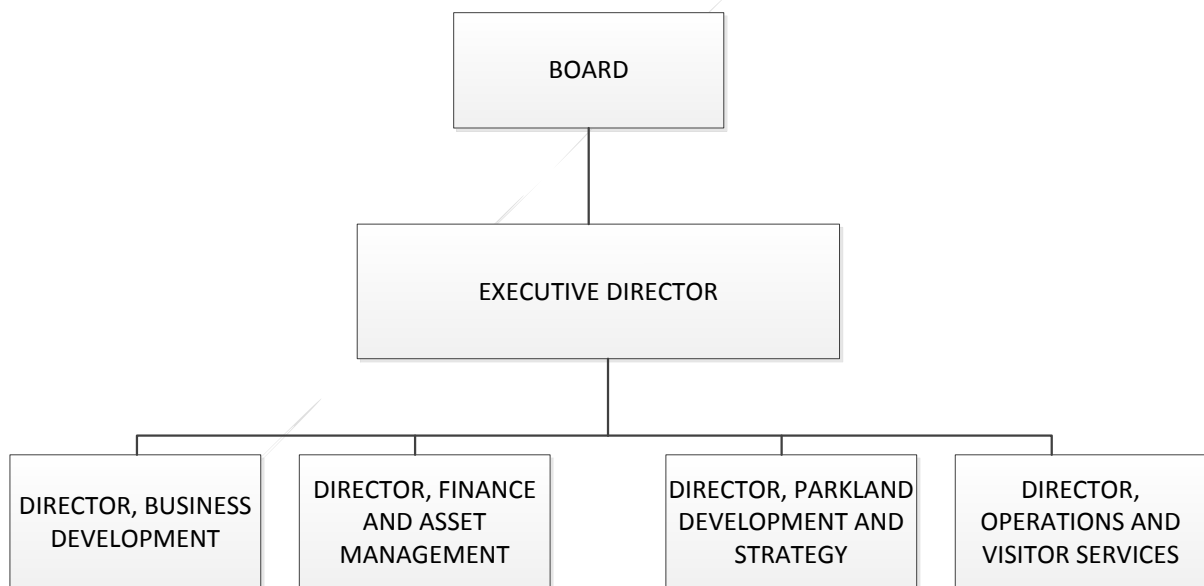 BOARD
EXECUTIVE DIRECTOR
DIRECTOR, BUSINESS
DEVELOPMENT
DIRECTOR, FINANCE
AND ASSET
MANAGEMENT
DIRECTOR, PARKLAND
DEVELOPMENT AND
STRATEGY
DIRECTOR,
OPERATIONS AND
VISITOR SERVICES